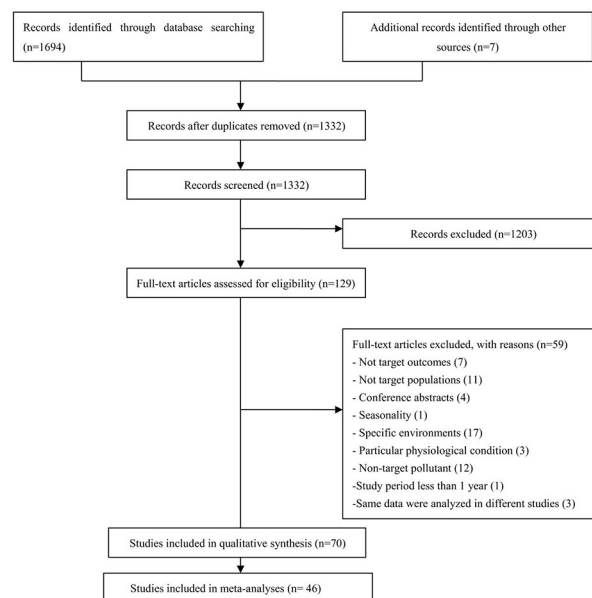 Records identified through database searching
(n=1694)
Additional records identified through other
sources (n=7)
Records after duplicates removed (n=1332)
Records screened (n=1332)
Records excluded (n=1203)
Full-text articles assessed for eligibility (n=129)
Full-text articles excluded, with reasons (n=59)
- Not target outcomes (7)
- Not target populations (11)
- Conference abstracts (4)
- Seasonality (1)
- Specific environments (17)
- Particular physiological condition (3)
- Non-target pollutant (12)
-Study period less than 1 year (1)
-Same data were analyzed in different studies (3)
Studies included in qualitative synthesis (n=70)
Studies included in meta-analyses (n= 46)